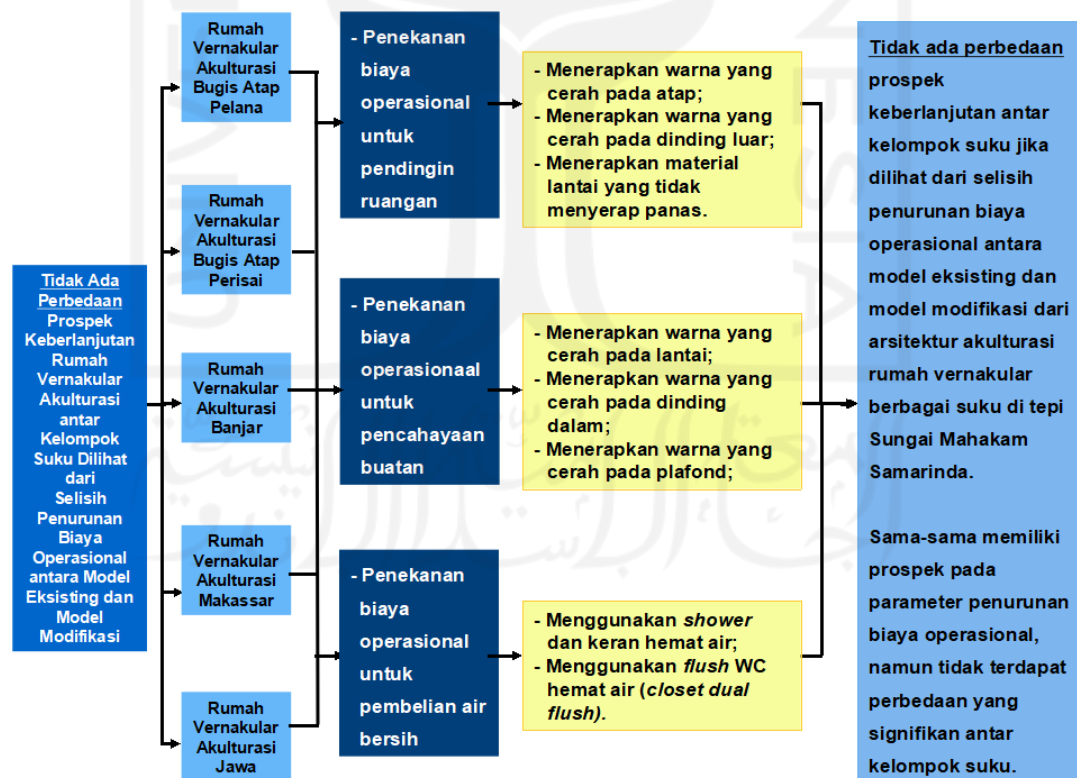 Tidak Ada
Perbedaan
Prospek
Keberlanjutan
Rumah
Vernakular
Akulturasi
antar
Kelompok
Suku Dilihat
dari
Selisih
Penurunan
Biaya
Operasional
antara Model
Eksisting dan
Model
Modifikasi
Rumah
Vernakular
Akulturasi
Bugis Atap
Pelana
Rumah
Vernakular
Akulturasi
Bugis Atap
Perisai
Rumah
Vernakular
Akulturasi
Banjar
Rumah
Vernakular
Akulturasi
Makassar
Rumah
Vernakular
Akulturasi
Jawa
- Penekanan
biaya
operasional
untuk
pendingin
ruangan
- Penekanan
biaya
operasionaal
untuk
pencahayaan
buatan
- Penekanan
biaya
operasional
untuk
pembelian air
bersih
- Menerapkan warna yang
cerah pada atap;
- Menerapkan warna yang
cerah pada dinding luar;
- Menerapkan material
lantai yang tidak
menyerap panas.
- Menerapkan warna yang
cerah pada lantai;
- Menerapkan warna yang
cerah pada dinding
dalam;
- Menerapkan warna yang
cerah pada plafond;
- Menggunakan shower
dan keran hemat air;
- Menggunakan flush WC
hemat air (closet dual
flush).
Tidak ada perbedaan
prospek
keberlanjutan antar
kelompok suku jika
dilihat dari selisih
penurunan biaya
operasional antara
model eksisting dan
model modifikasi dari
arsitektur akulturasi
rumah vernakular
berbagai suku di tepi
Sungai Mahakam
Samarinda.
Sama-sama memiliki
prospek pada
parameter penurunan
biaya operasional,
namun tidak terdapat
perbedaan yang
signifikan antar
kelompok suku.